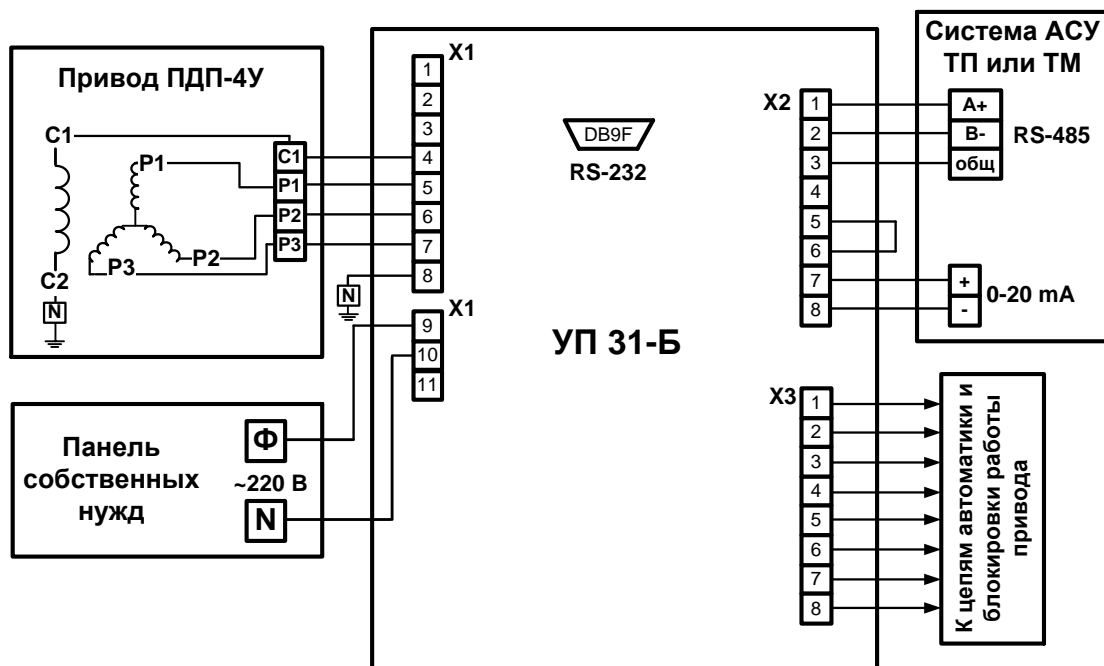 Привод ПДП-4У
C1
P1
P2
P3
C2
N
C1
P1
P2
P3
N
X1
1
2
3
4
5
6
7
8
X1
9
10
11
Панель
собственных
нужд
Ф
~220 В
N
DB9F
RS-232
УП 31-Б
X2
1
2
3
4
5
6
7
8
Система АСУ
ТП или ТМ
A+
B-
общ
RS-485
+
-
0-20 mA
X3
1
2
3
4
5
6
7
8
К цепям автоматики и
блокировки работы
привода